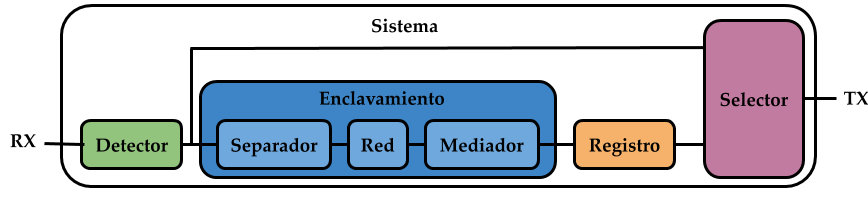 Sistema
Enclavamiento
Selector
TX
RX
Detector
Separador
Red
Mediador
Registro